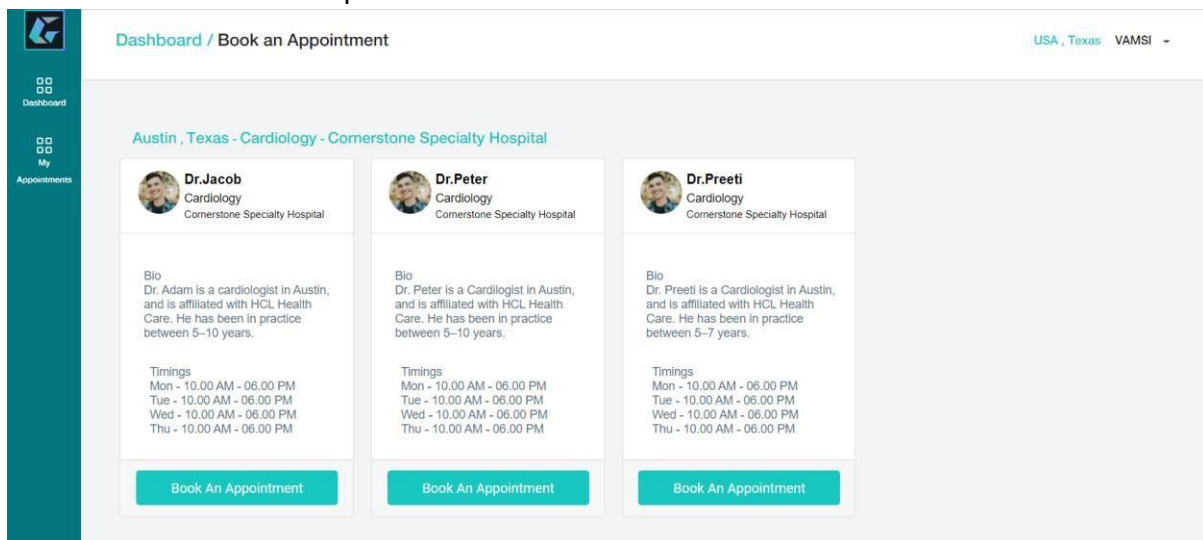 Dashboard / Book an Appointment
USA , Texas VAMSI
Dashboard
My
Appointments
Austin , Texas - Cardiology - Cornerstone Specialty Hospital
Dr.Jacob
Cardiology
Cornerstone Specialty Hospital
Bio
Dr. Adam is a cardiologist in Austin,
and is affiliated with HCL Health
Care. He has been in practice
between 5–10 years.
Timings
Mon - 10.00 AM - 06.00 PM
Tue - 10.00 AM - 06.00 PM
Wed - 10.00 AM - 06.00 PM
Thu - 10.00 AM - 06.00 PM
Book An Appointment
Dr.Peter
Cardiology
Cornerstone Specialty Hospital
Bio
Dr. Peter is a Cardilogist in Austin,
and is affiliated with HCL Health
Care. He has been in practice
between 5–10 years.
Timings
Mon - 10.00 AM - 06.00 PM
Tue - 10.00 AM - 06.00 PM
Wed - 10.00 AM - 06.00 PM
Thu - 10.00 AM - 06.00 PM
Book An Appointment
Dr.Preeti
Cardiology
Cornerstone Specialty Hospital
Bio
Dr. Preeti is a Cardiologist in Austin,
and is affiliated with HCL Health
Care. He has been in practice
between 5–7 years.
Timings
Mon - 10.00 AM - 06.00 PM
Tue - 10.00 AM - 06.00 PM
Wed - 10.00 AM - 06.00 PM
Thu - 10.00 AM - 06.00 PM
Book An Appointment